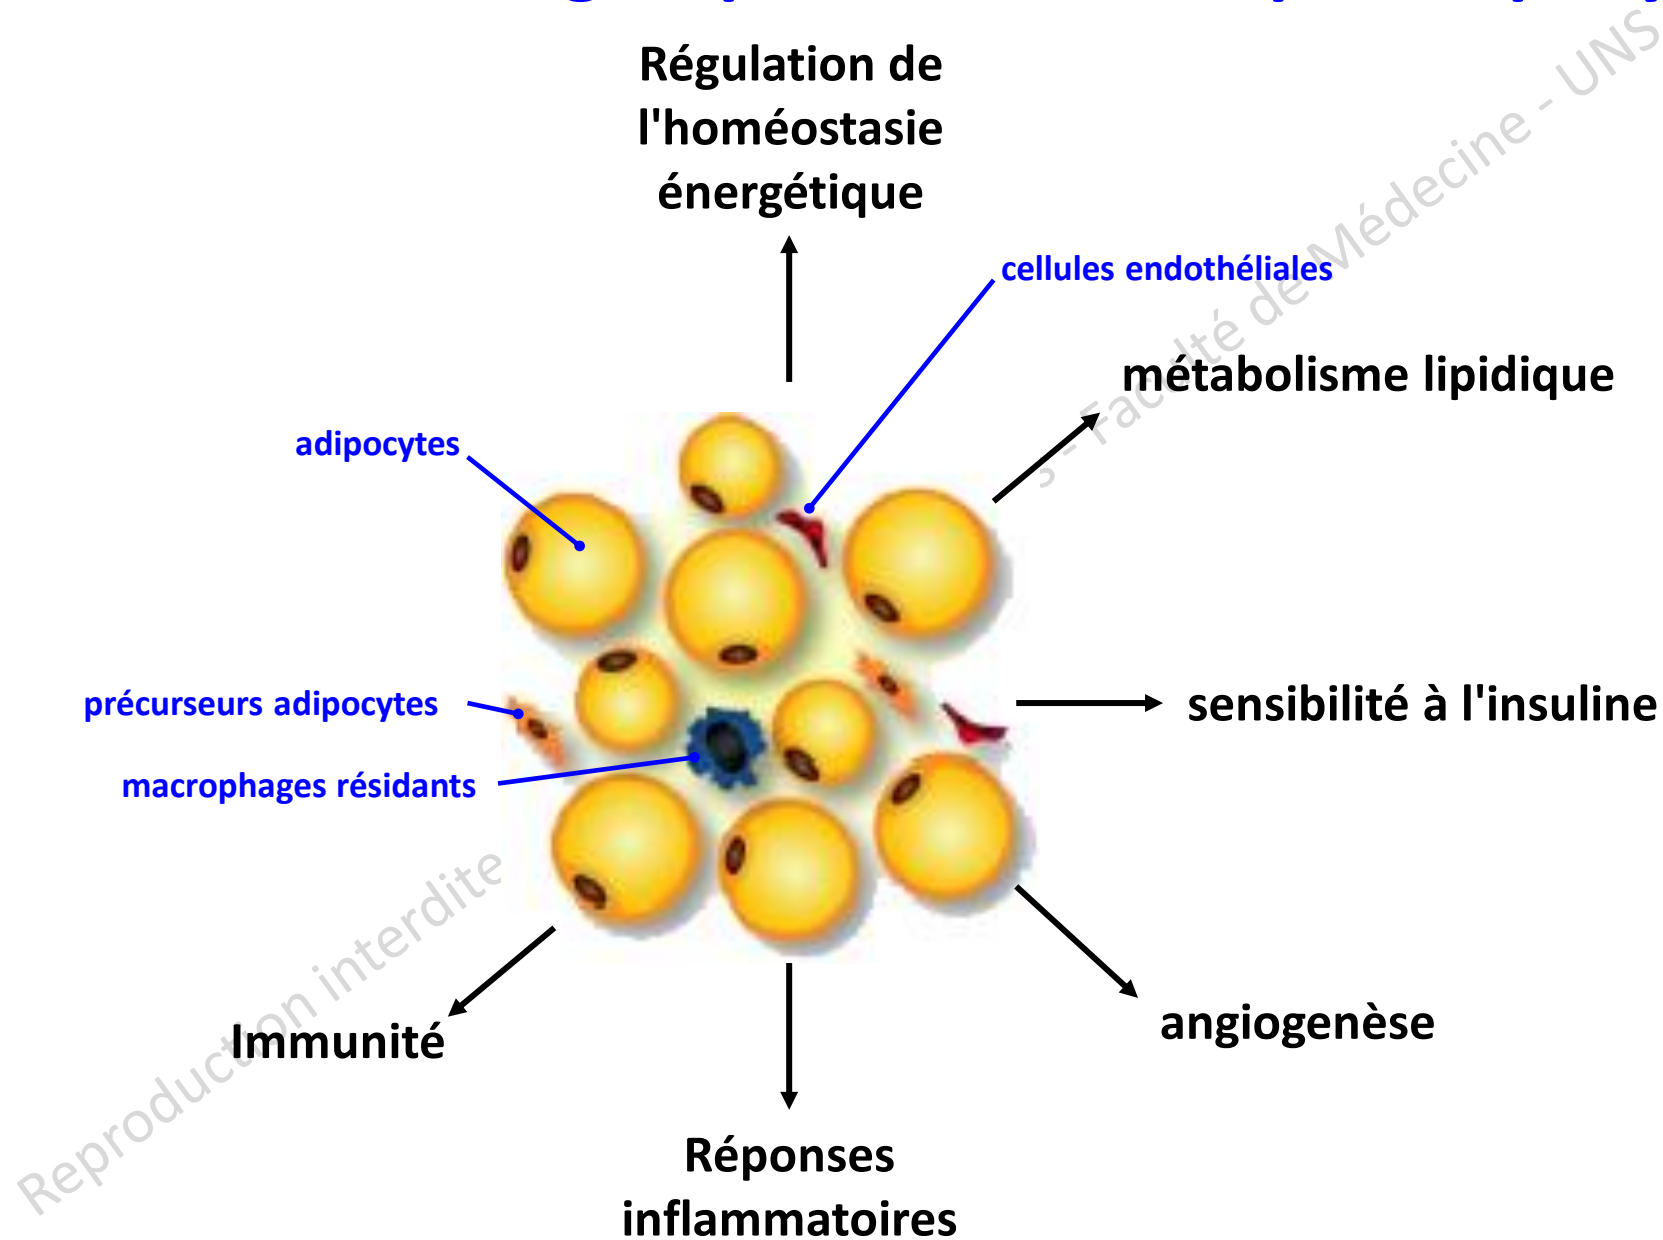 Régulation de
l'homéostasie
énergétique
cellules endothéliales
métabolisme lipidique
adipocytes
précurseurs adipocytes
sensibilité à l'insuline
macrophages résidants
angiogenèse
Immunité
Réponses
inflammatoires
Reproduction interdite
- Faculté de Médecine - UNS